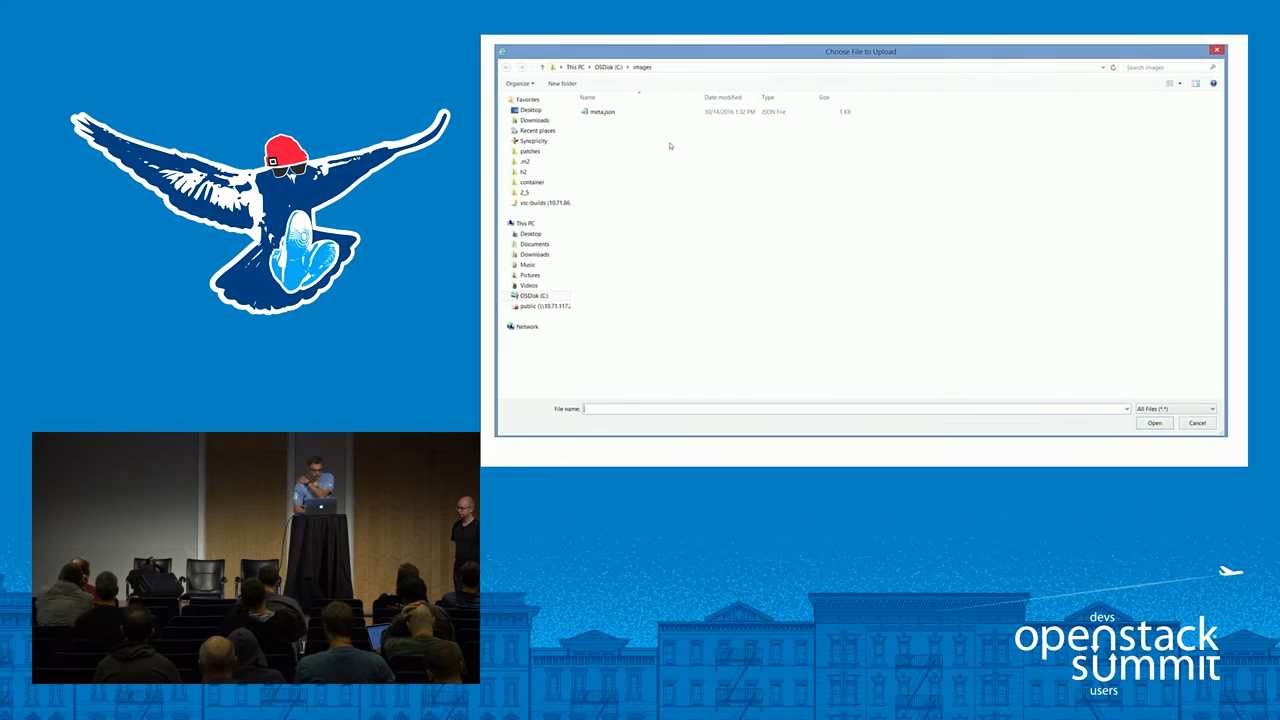 Choose File to Upload
This PC
OSDisk (C:)
images
Search images
Organize
New folder
Name
Date modified
Type
Size
meta.json
10/14/2016 1:32 PM
JSON File
1 KB
Favorites
Desktop
Downloads
Recent places
Syncplicity
patches
.m2
h2
container
2_5
vsc-builds (10.71.86.
This PC
Desktop
Documents
Downloads
Music
Pictures
Videos
OSDisk (C:)
public (\\10.71.117.2
Network
File name:
All Files (*.*)
Open
Cancel
devs
openstack
summit
users